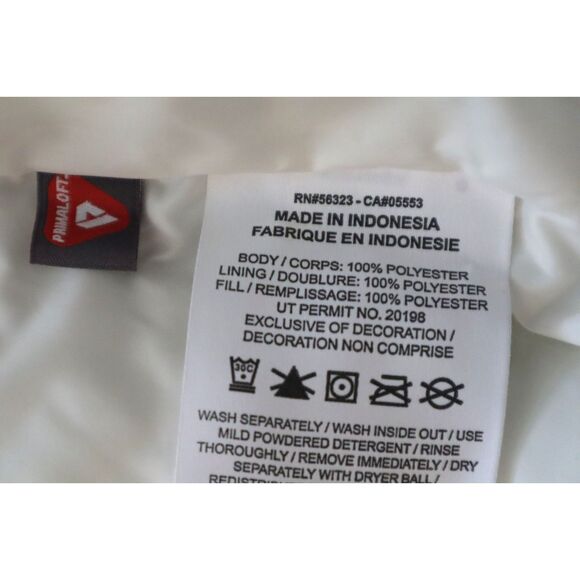 PRIMALOFT
RN#56323 - CA#05553
MADE IN INDONESIA
FABRIQUE EN INDONESIE
BODY / CORPS: 100% POLYESTER
LINING / DOUBLURE: 100% POLYESTER
FILL / REMPLISSAGE: 100% POLYESTER
UT PERMIT NO. 20198
EXCLUSIVE OF DECORATION /
DECORATION NON COMPRISE
30C
WASH SEPARATELY / WASH INSIDE OUT / USE
MILD POWDERED DETERGENT / RINSE
THOROUGHLY / REMOVE IMMEDIATELY / DRY
SEPARATELY WITH DRYER BALL /